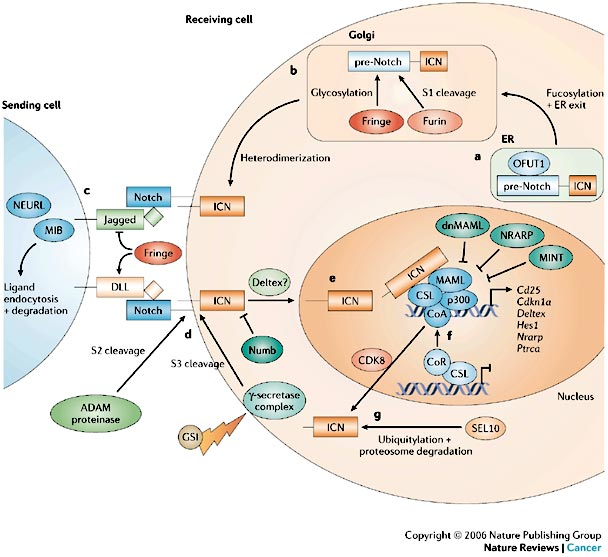 Receiving cell
Golgi
b
pre-Notch
ICN
Glycosylation
S1 cleavage
Fringe
Furin
Fucosylation
+ ER exit
ER
a
OFUT1
pre-Notch
ICN
Sending cell
Heterodimerization
c
NEURL
MIB
Jagged
Notch
ICN
Fringe
Ligand
endocytosis
+ degradation
DLL
Notch
ICN
Deltex?
d
Numb
S2 cleavage
S3 cleavage
ADAM
proteinase
γ-secretase
complex
GSI
e
ICN
dnMAML
NRARP
MINT
ICN
MAML
CSL
p300
CoA
Cd25
Cdkn1a
Deltex
Hes1
Nrarp
Ptrca
f
CoR
CSL
CDK8
Nucleus
g
ICN
Ubiquitylation +
proteosome degradation
SEL10
Copyright © 2006 Nature Publishing Group
Nature Reviews | Cancer